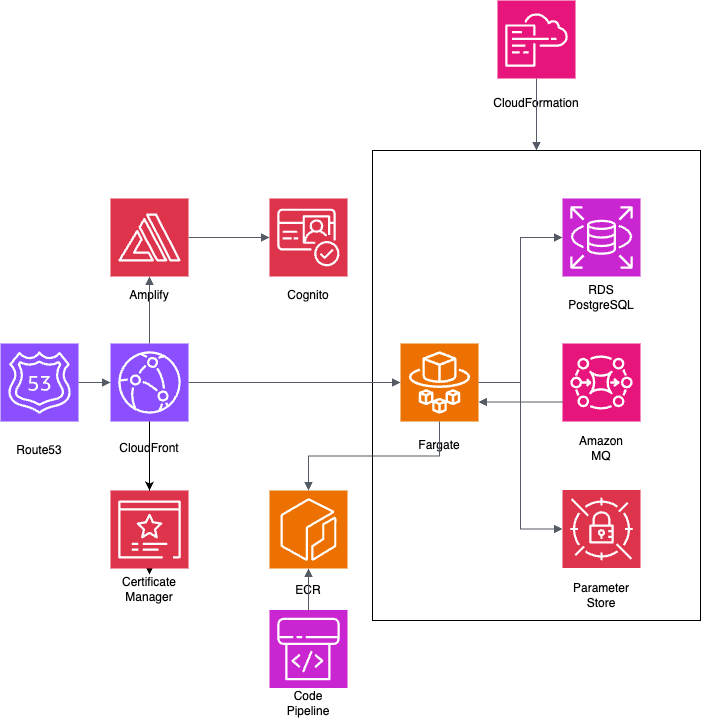 CloudFormation
Amplify
Cognito
RDS
PostgreSQL
53
Route53
CloudFront
Fargate
Amazon
MQ
Certificate
Manager
ECR
Parameter
Store
</>
Code
Pipeline